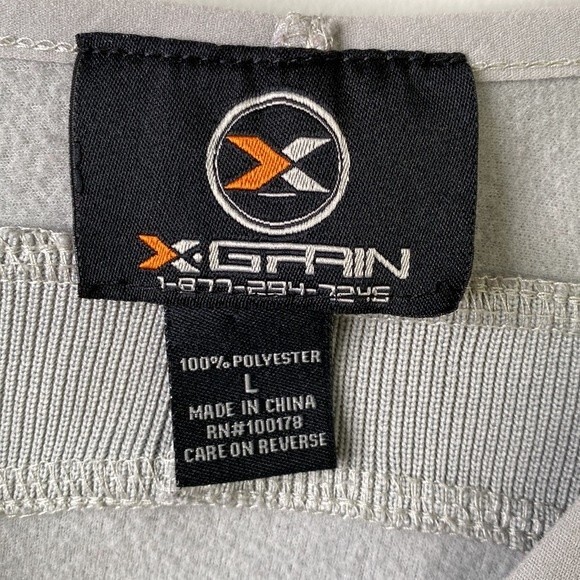 X-GRAIN
1-877-294-7245
100% POLYESTER
L
MADE IN CHINA
RN#100178
CARE ON REVERSE